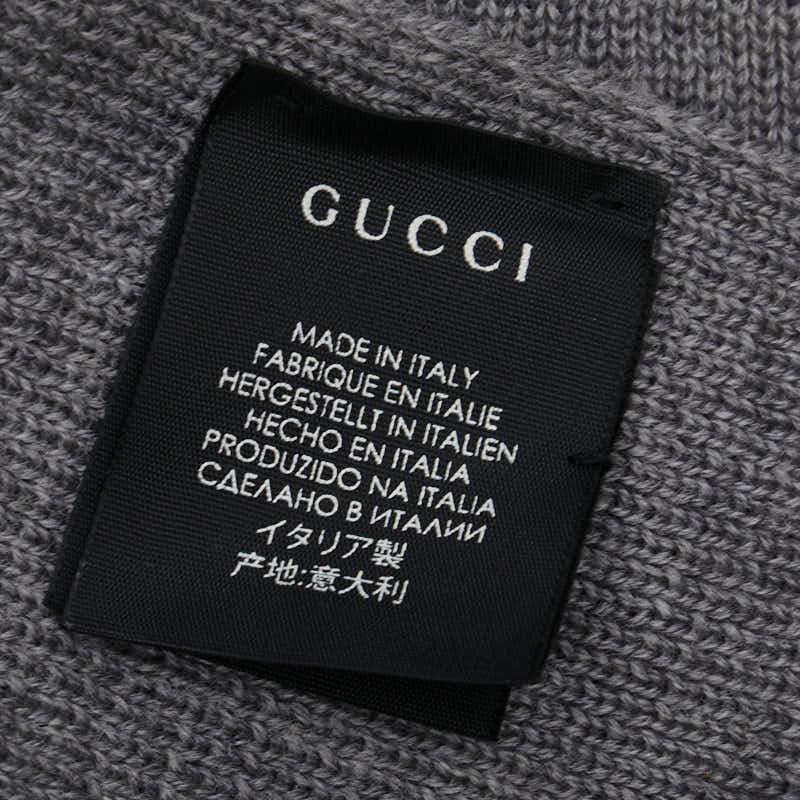 GUCCI
MADE IN ITALY
FABRIQUE EN ITALIE
HERGESTELLT IN ITALIEN
HECHO EN ITALIA
PRODUZIDO NA ITALIA
СДЕЛАНО В ИТАЛИИ
イタリア製
产地:意大利